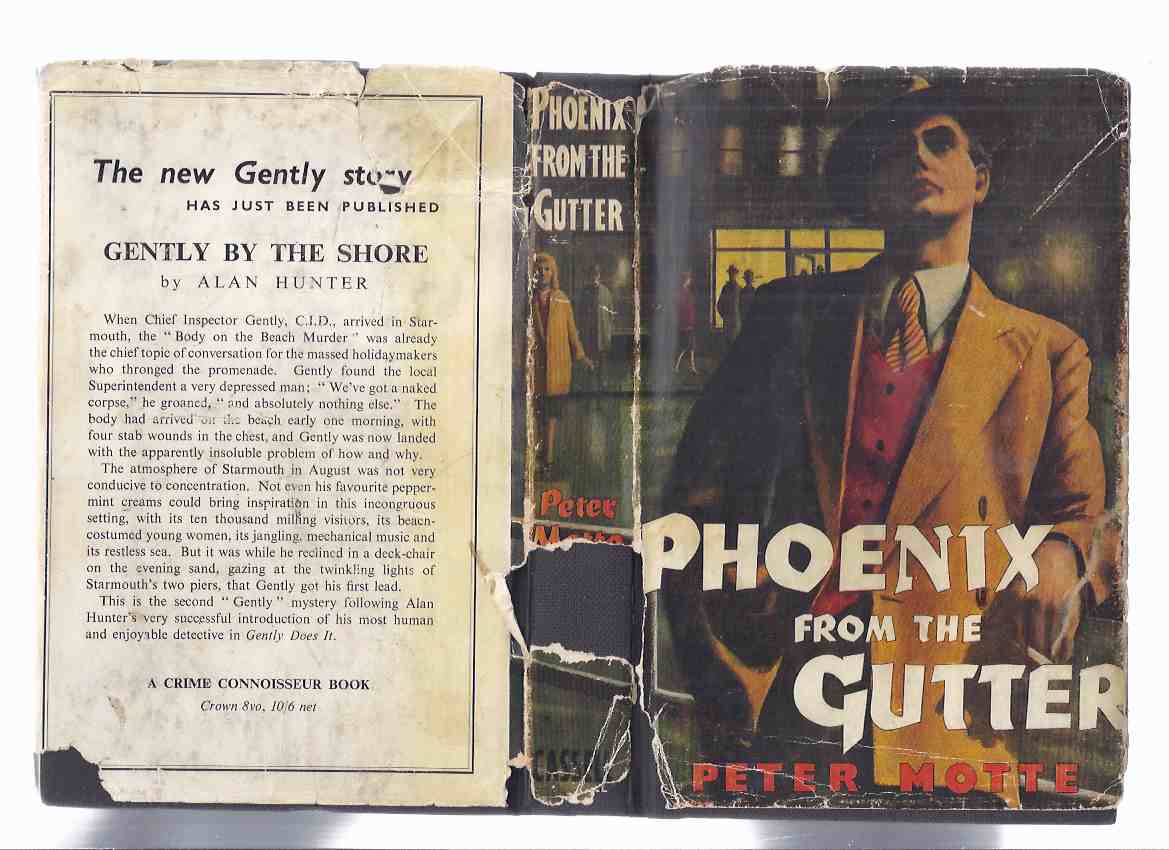 The new Gently story
HAS JUST BEEN PUBLISHED
GENTLY BY THE SHORE
by ALAN HUNTER
When Chief Inspector Gently, C.I.D., arrived in Star-
mouth, the "Body on the Beach Murder" was already
the chief topic of conversation for the massed holidaymakers
who thronged the promenade. Gently found the local
Superintendent a very depressed man; "We've got a naked
corpse," he groaned, "and absolutely nothing else." The
body had arrived on the beach early one morning, with
four stab wounds in the chest, and Gently was now landed
with the apparently insoluble problem of how and why.
The atmosphere of Starmouth in August was not very
conducive to concentration. Not even his favourite pepper-
mint creams could bring inspiration in this incongruous
setting, with its ten thousand milling visitors, its beach-
costumed young women, its jangling, mechanical music and
its restless sea. But it was while he reclined in a deck-chair
on the evening sand, gazing at the twinkling lights of
Starmouth's two piers, that Gently got his first lead.
This is the second "Gently" mystery following Alan
Hunter's very successful introduction of his most human
and enjoyable detective in Gently Does It.
A CRIME CONNOISSEUR BOOK
Crown 8vo, 10/6 net
PHOENIX
FROM THE
GUTTER
Peter
Motte
PHOENIX
FROM THE
GUTTER
PETER MOTTE